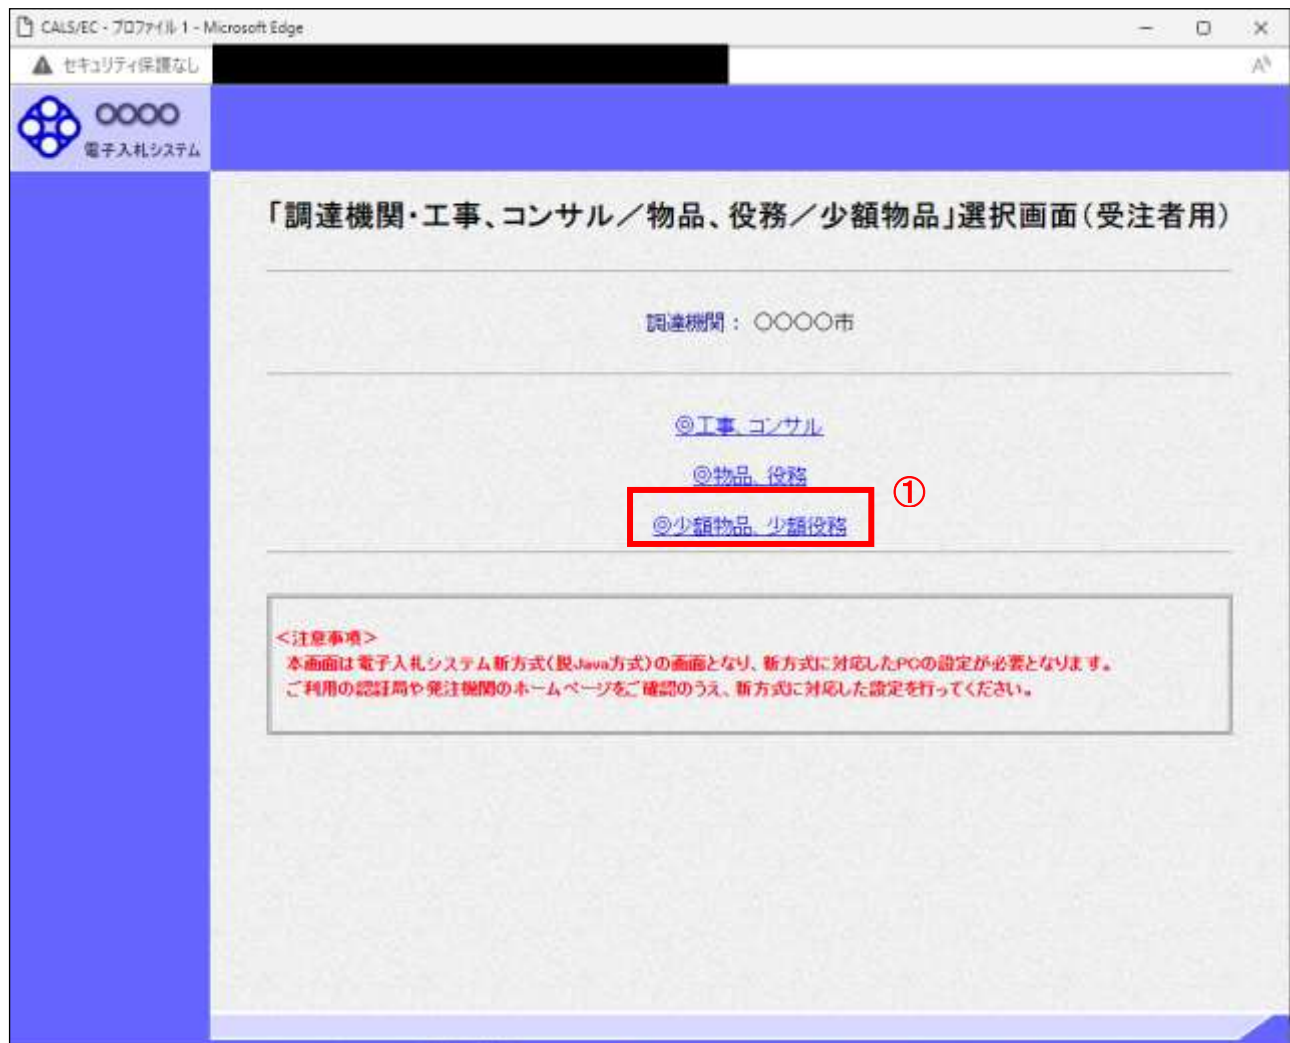 CALS/EC - プロファイル 1 - Microsoft Edge
セキュリティ保護なし
〇〇〇〇
電子入札システム
「調達機関・工事、コンサル／物品、役務／少額物品」選択画面(受注者用)
調達機関： 〇〇〇〇市
◎工事、コンサル
◎物品、役務
①
◎少額物品、少額役務
＜注意事項＞
本画面は電子入札システム新方式(脱Java方式)の画面となり、新方式に対応したPCの設定が必要となります。
ご利用の認証局や発注機関のホームページをご確認のうえ、新方式に対応した設定を行ってください。